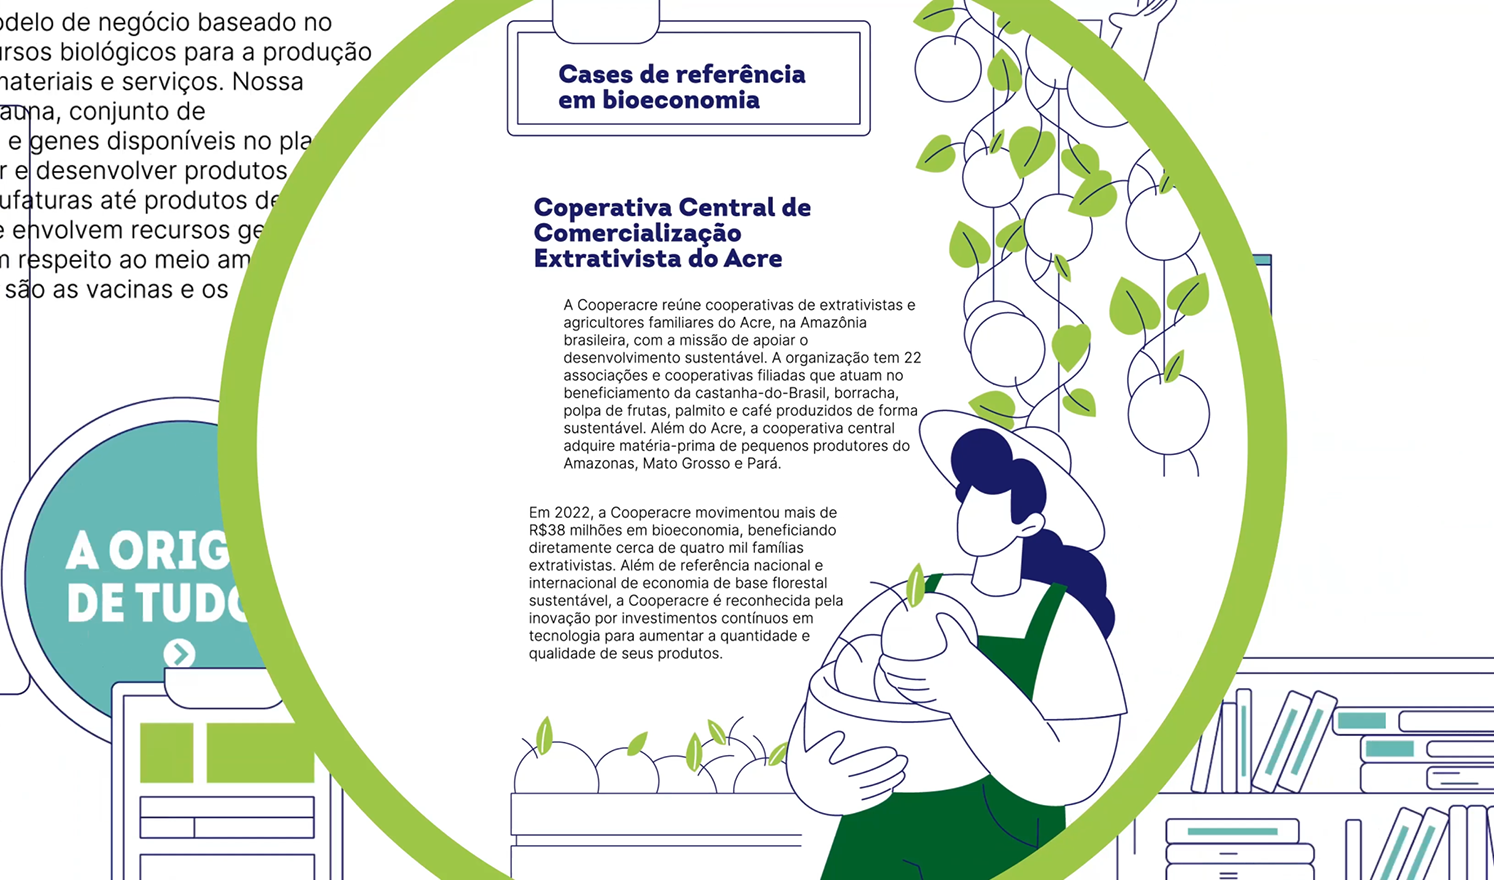 odelo de negócio baseado no
ursos biológicos para a produção
materiais e serviços. Nossa
auna, conjunto de
e genes disponíveis no pla
r e desenvolver produtos
ufaturas até produtos de
e envolvem recursos ge
m respeito ao meio am
são as vacinas e os
A ORIG
DE TUDO
Cases de referência
em bioeconomia
Coperativa Central de
Comercialização
Extrativista do Acre
A Cooperacre reúne cooperativas de extrativistas e
agricultores familiares do Acre, na Amazônia
brasileira, com a missão de apoiar o
desenvolvimento sustentável. A organização tem 22
associações e cooperativas filiadas que atuam no
beneficiamento da castanha-do-Brasil, borracha,
polpa de frutas, palmito e café produzidos de forma
sustentável. Além do Acre, a cooperativa central
adquire matéria-prima de pequenos produtores do
Amazonas, Mato Grosso e Pará.
Em 2022, a Cooperacre movimentou mais de
R$38 milhões em bioeconomia, beneficiando
diretamente cerca de quatro mil famílias
extrativistas. Além de referência nacional e
internacional de economia de base florestal
sustentável, a Cooperacre é reconhecida pela
inovação por investimentos contínuos em
tecnologia para aumentar a quantidade e
qualidade de seus produtos.